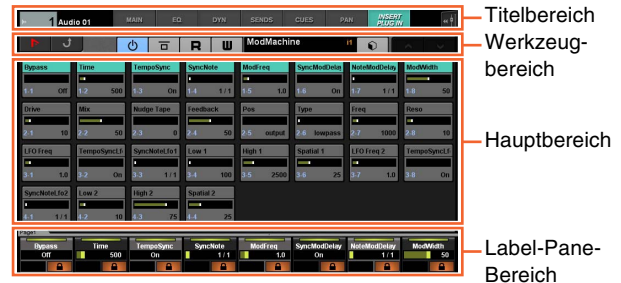 1 Audio 01 MAIN EQ DYN SENDS CUES PAN INSERT PLUG IN
Titelbereich
R ModMachine i1
Werkzeug-
bereich
Bypass Time TempoSync SyncNote ModFreq SyncModDelay NoteModDelay ModWidth
1-1 Off 1-2 500 1-3 On 1-4 1/1 1-5 1.0 1-6 On 1-7 1/1 1-8 50
Drive Mix Nudge Tape Feedback Pos Type Freq Reso
2-1 10 2-2 50 2-3 0 2-4 50 2-5 output 2-6 lowpass 2-7 1000 2-8 10
Hauptbereich
LFO Freq TempoSyncLf SyncNoteLfo1 Low 1 High 1 Spatial 1 LFO Freq 2 TempoSyncLf
3-1 1.0 3-2 On 3-3 1/1 3-4 100 3-5 2500 3-6 25 3-7 1.0 3-8 On
SyncNoteLfo2 Low 2 High 2 Spatial 2
4-1 1/1 4-2 10 4-3 25 4-4 25
Page1
Bypass Time TempoSync SyncNote ModFreq SyncModDelay NoteModDelay ModWidth
Off 500 On 1/1 1.0 On 1/1 50
Label-Pane-
Bereich